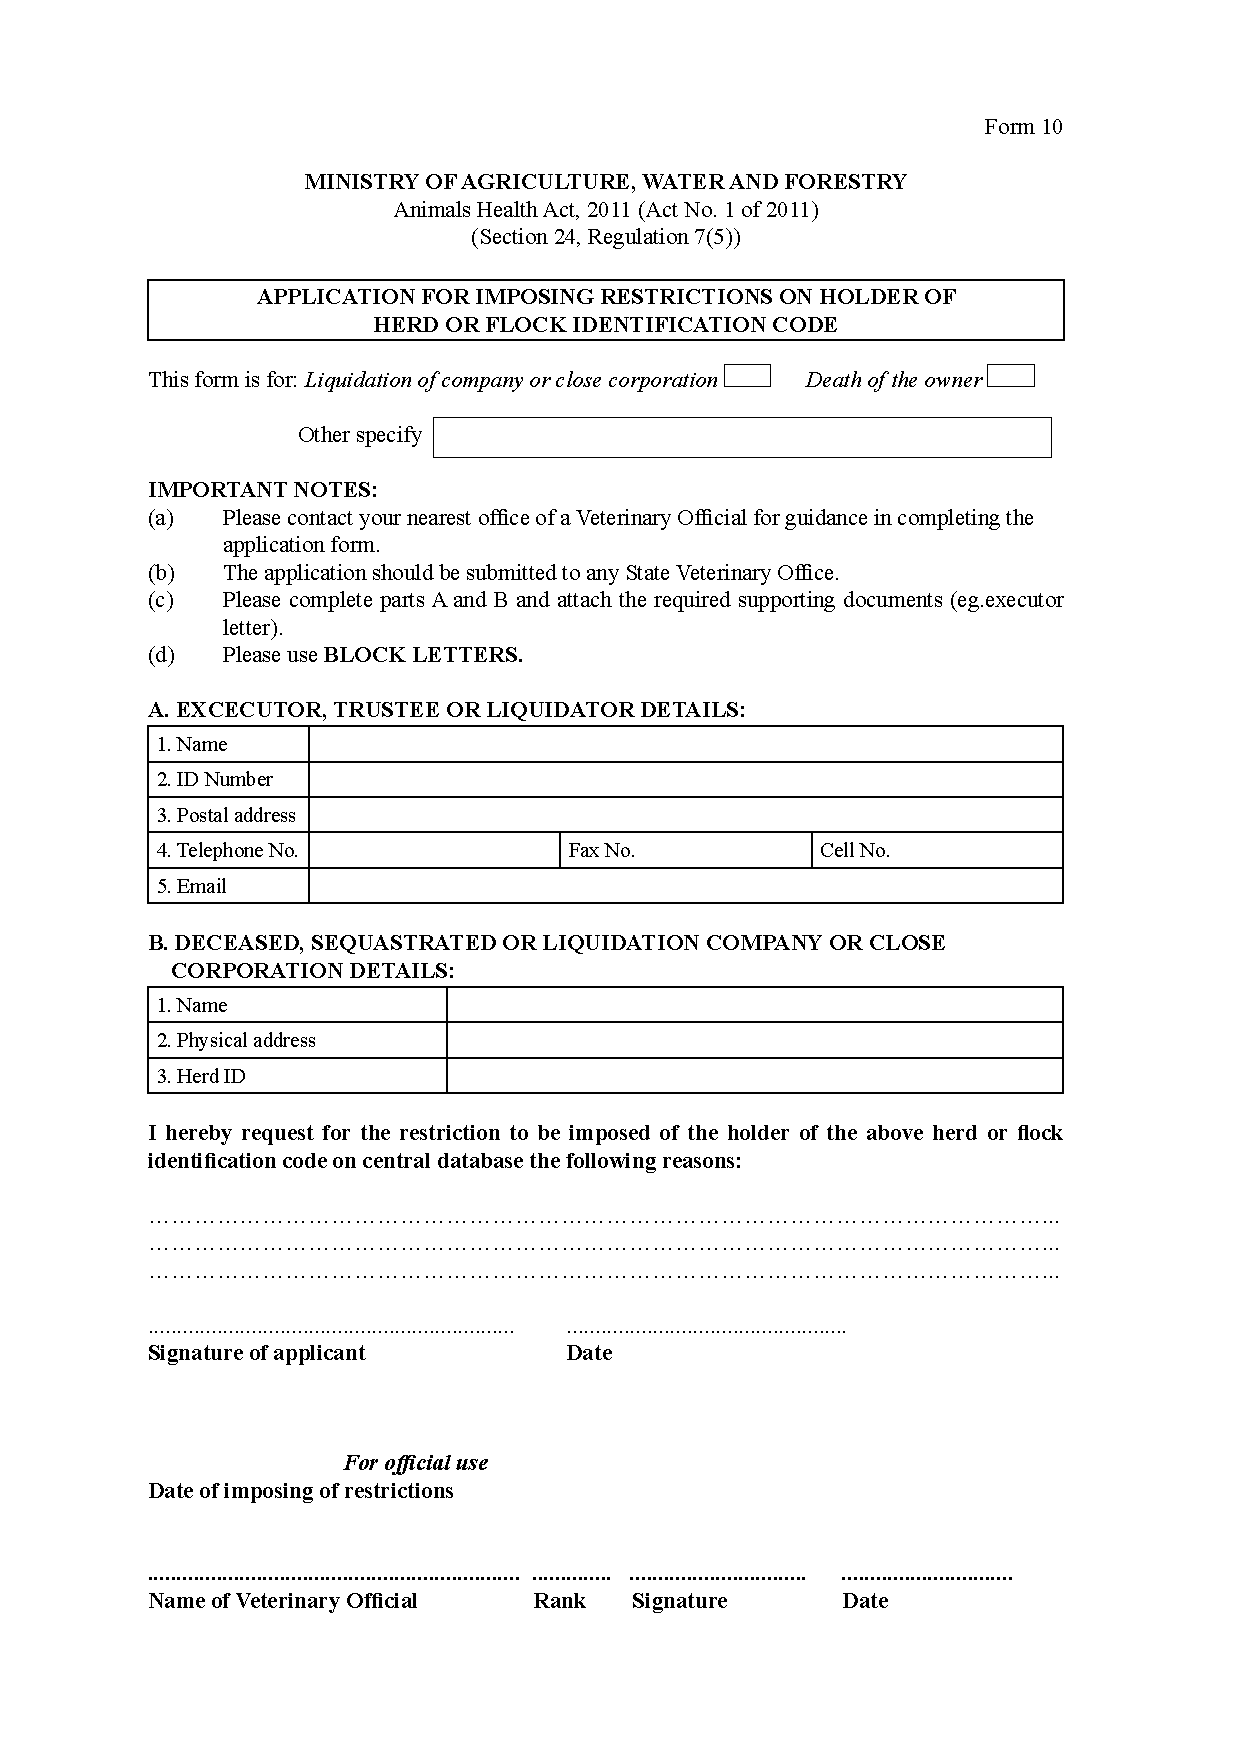 Form 10
MINISTRY OF AGRICULTURE, WATER AND FORESTRY
Animals Health Act, 2011 (Act No. 1 of 2011)
(Section 24, Regulation 7(5))
APPLICATION FOR IMPOSING RESTRICTIONS ON HOLDER OF
HERD OR FLOCK IDENTIFICATION CODE
This form is for: Liquidation of company or close corporation Death of the owner
Other specify
IMPORTANT NOTES:
(a) Please contact your nearest office of a Veterinary Official for guidance in completing the
application form.
(b) The application should be submitted to any State Veterinary Office.
(c) Please complete parts A and B and attach the required supporting documents (eg.executor
letter).
(d) Please use BLOCK LETTERS.
A. EXCECUTOR, TRUSTEE OR LIQUIDATOR DETAILS:
1. Name
2. ID Number
3. Postal address
4. Telephone No. Fax No. Cell No.
5. Email
B. DECEASED, SEQUASTRATED OR LIQUIDATION COMPANY OR CLOSE
CORPORATION DETAILS:
1. Name
2. Physical address
3. Herd ID
I hereby request for the restriction to be imposed of the holder of the above herd or flock
identification code on central database the following reasons:
……………………………………………………………………………………………………………...
……………………………………………………………………………………………………………...
……………………………………………………………………………………………………………...
................................................................ .................................................
Signature of applicant Date
For official use
Date of imposing of restrictions
................................................................. .............. ............................... ..............................
Name of Veterinary Official Rank Signature Date